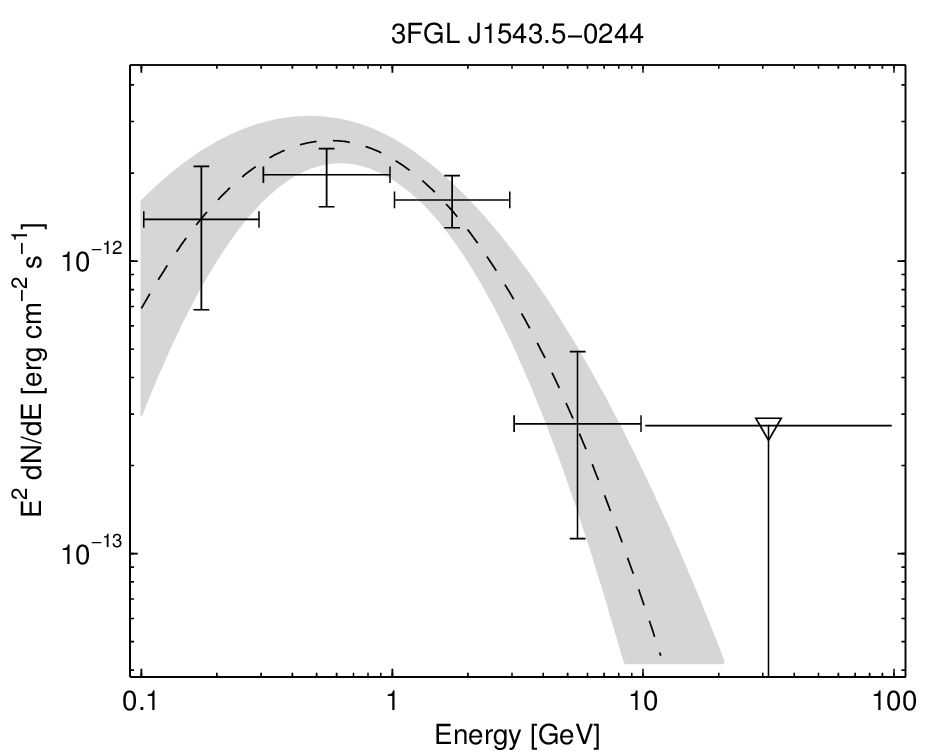 3FGL J1543.5−0244
E² dN/dE [erg cm⁻² s⁻¹]
10⁻¹²
10⁻¹³
0.1 1 10 100
Energy [GeV]